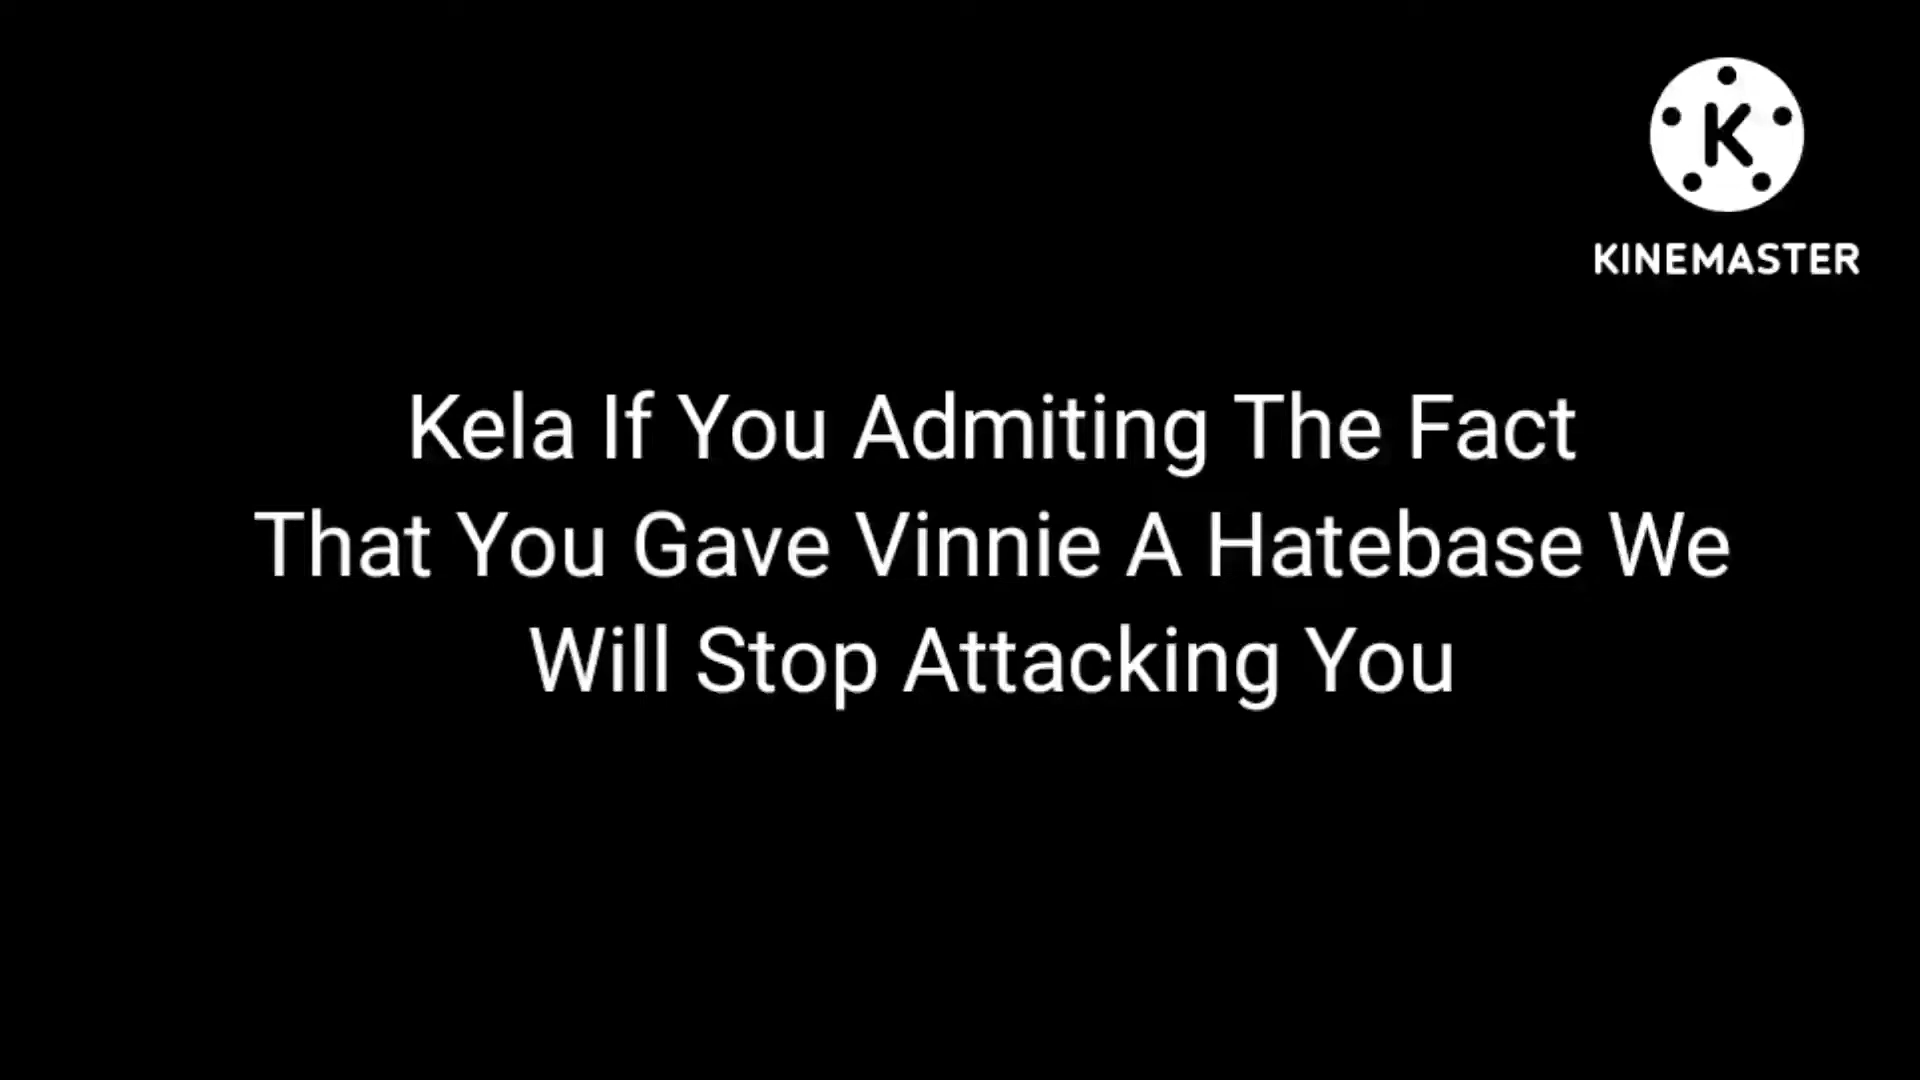 K
KINEMASTER
Kela If You Admiting The Fact
That You Gave Vinnie A Hatebase We
Will Stop Attacking You